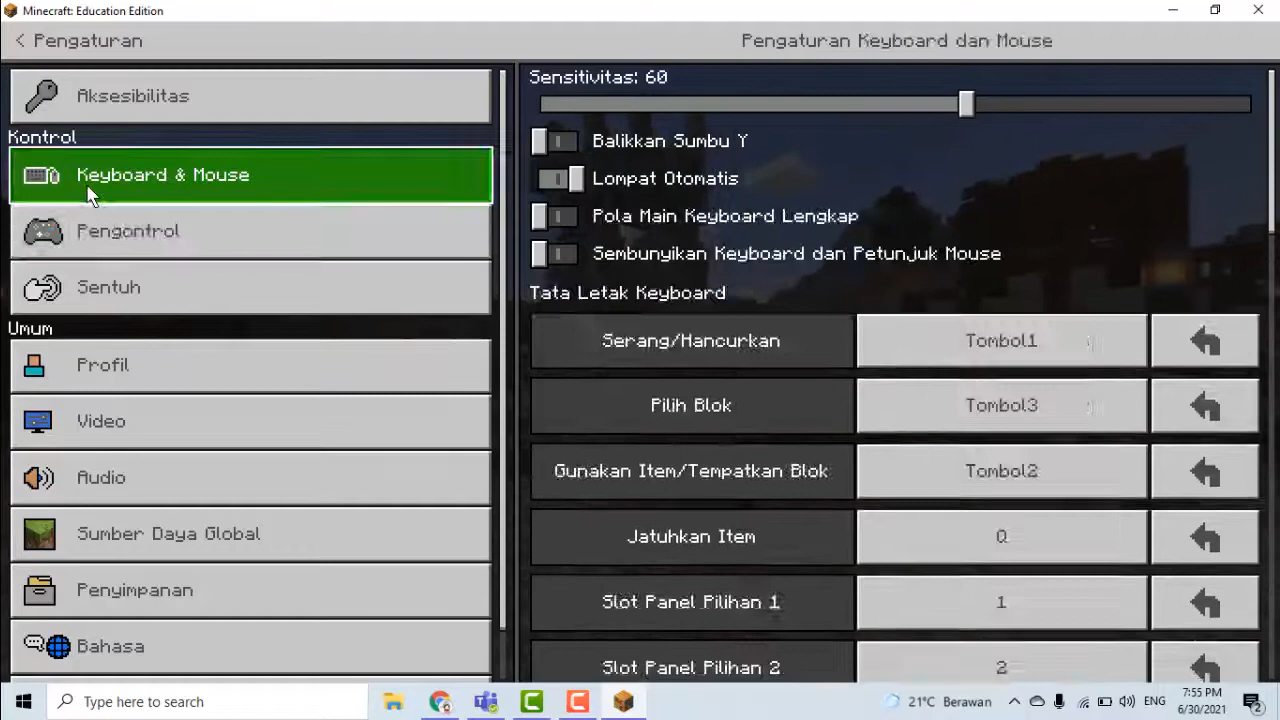 Minecraft: Education Edition
Pengaturan
Pengaturan Keyboard dan Mouse
Aksesibilitas
Kontrol
Keyboard & Mouse
Pengontrol
Sentuh
Umum
Profil
Video
Audio
Sumber Daya Global
Penyimpanan
Bahasa
Sensitivitas: 60
Balikkan Sumbu Y
Lompat Otomatis
Pola Main Keyboard Lengkap
Sembunyikan Keyboard dan Petunjuk Mouse
Tata Letak Keyboard
Serang/Hancurkan Tombol1
Pilih Blok Tombol3
Gunakan Item/Tempatkan Blok Tombol2
Jatuhkan Item Q
Slot Panel Pilihan 1 1
Slot Panel Pilihan 2 2
Type here to search
21°C Berawan
ENG
7:55 PM
6/30/2021
2